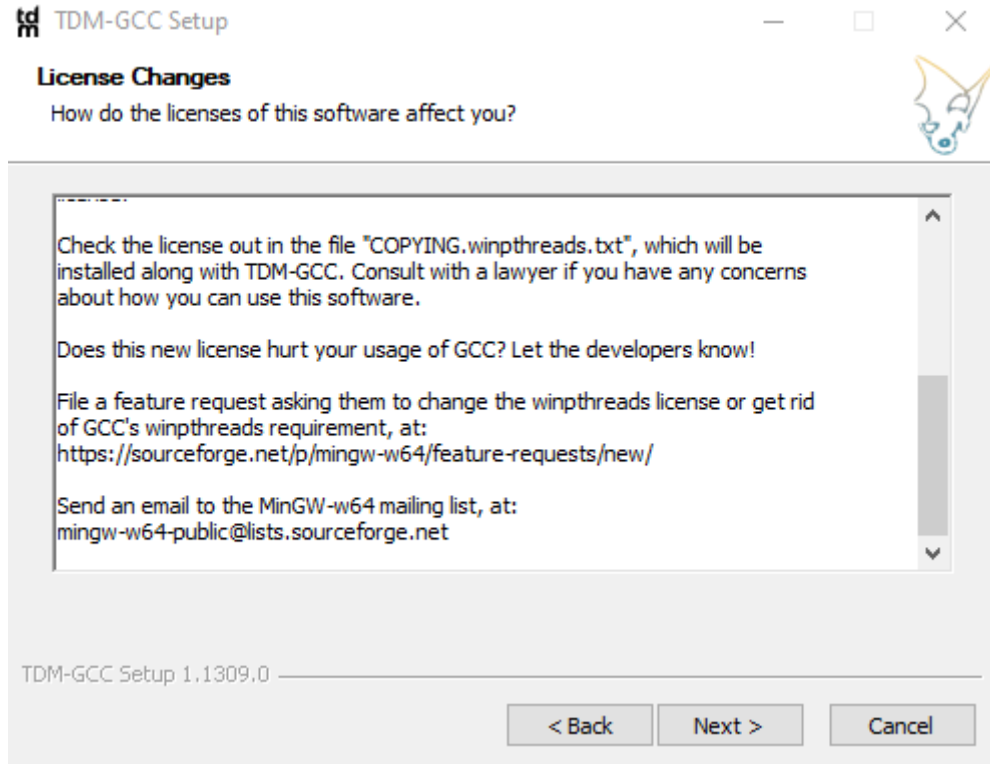 tdm
TDM-GCC Setup
License Changes
How do the licenses of this software affect you?
Check the license out in the file "COPYING.winpthreads.txt", which will be
installed along with TDM-GCC. Consult with a lawyer if you have any concerns
about how you can use this software.
Does this new license hurt your usage of GCC? Let the developers know!
File a feature request asking them to change the winpthreads license or get rid
of GCC's winpthreads requirement, at:
https://sourceforge.net/p/mingw-w64/feature-requests/new/
Send an email to the MinGW-w64 mailing list, at:
mingw-w64-public@lists.sourceforge.net
TDM-GCC Setup 1.1309.0
< Back
Next >
Cancel